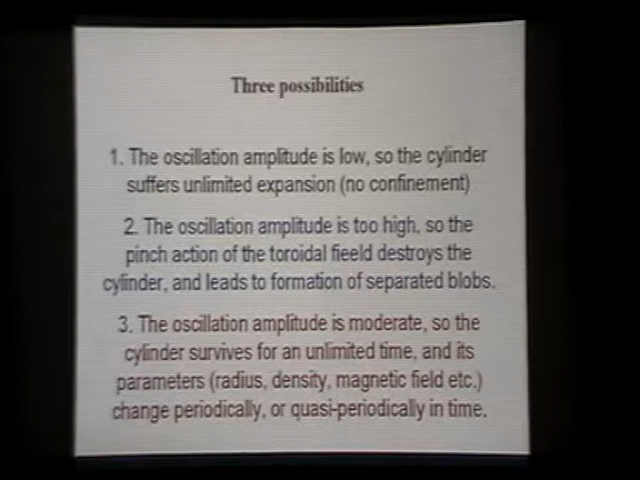 Three possibilities
1. The oscillation amplitude is low, so the cylinder
suffers unlimited expansion (no confinement)
2. The oscillation amplitude is too high, so the
pinch action of the toroidal fieeld destroys the
cylinder, and leads to formation of separated blobs.
3. The oscillation amplitude is moderate, so the
cylinder survives for an unlimited time, and its
parameters (radius, density, magnetic field etc.)
change periodically, or quasi-periodically in time.